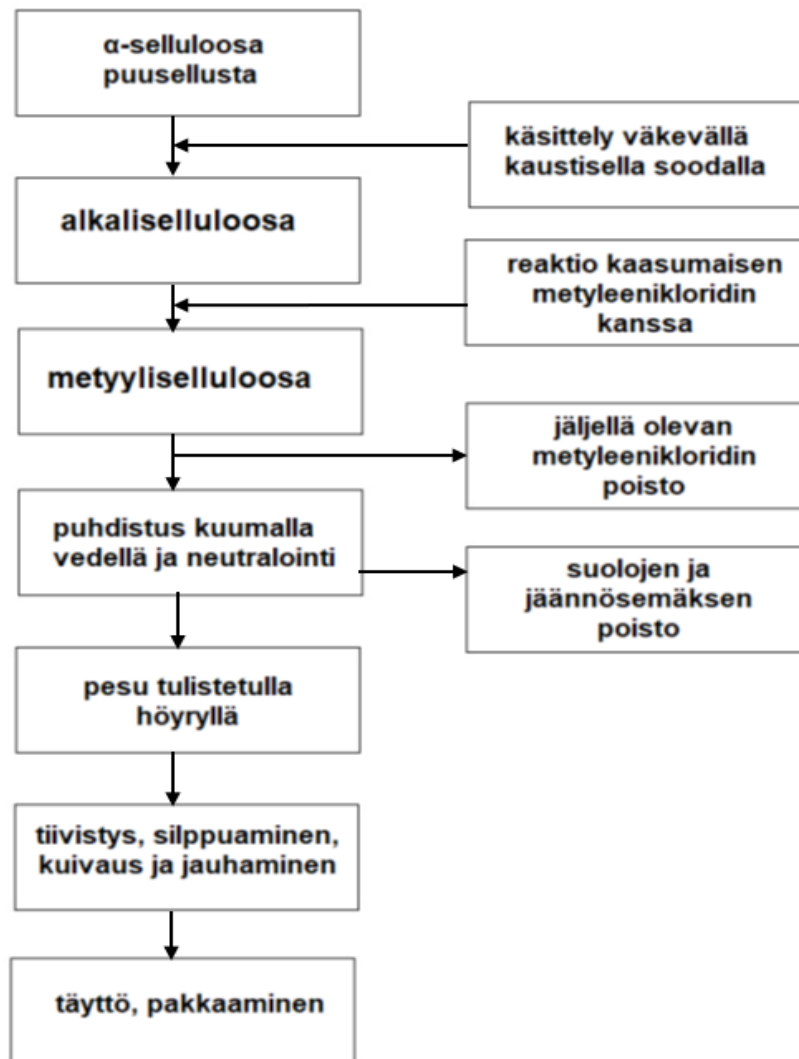 α-selluloosa
puusellusta
käsittely väkevällä
kaustisella soodalla
alkaliselluloosa
reaktio kaasumaisen
metyleenikloridin
kanssa
metyyliselluloosa
jäljellä olevan
metyleenikloridin
poisto
puhdistus kuumalla
vedellä ja neutralointi
suolojen ja
jäännösemäksen
poisto
pesu tulistetulla
höyryllä
tiivistys, silppuaminen,
kuivaus ja jauhaminen
täyttö, pakkaaminen